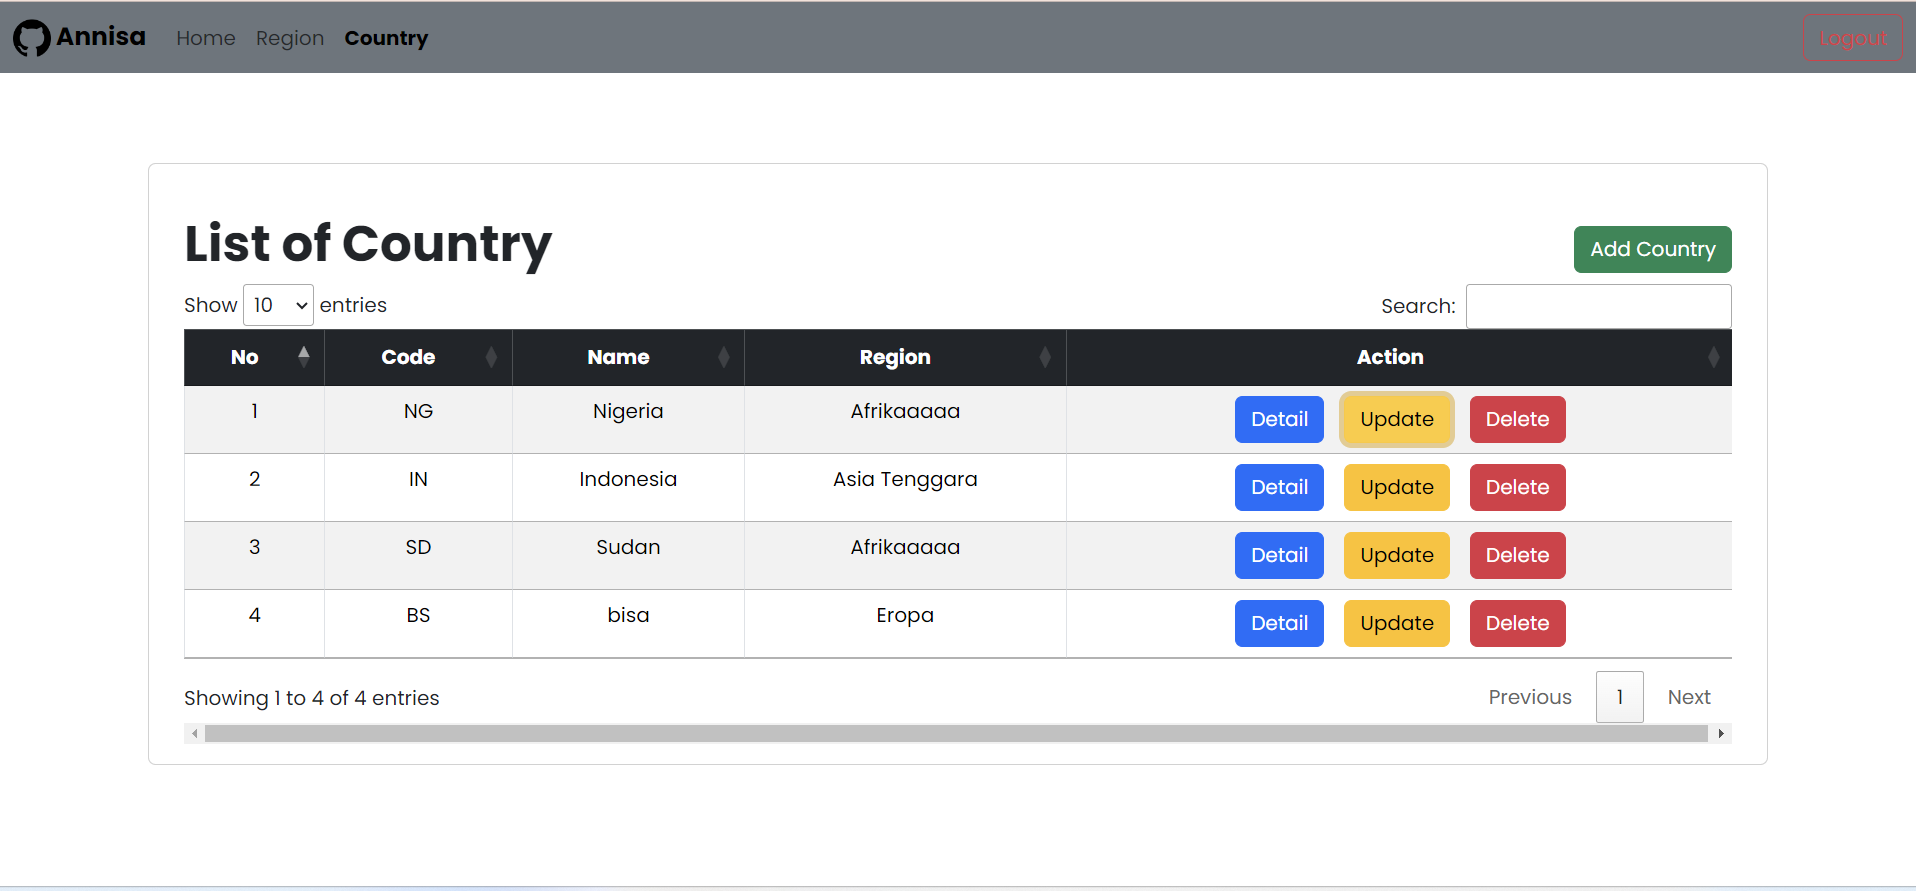 Annisa Home Region Country Logout
List of Country
Add Country
Show 10 entries
Search:
No Code Name Region Action
1 NG Nigeria Afrikaaaaa Detail Update Delete
2 IN Indonesia Asia Tenggara Detail Update Delete
3 SD Sudan Afrikaaaaa Detail Update Delete
4 BS bisa Eropa Detail Update Delete
Showing 1 to 4 of 4 entries
Previous 1 Next